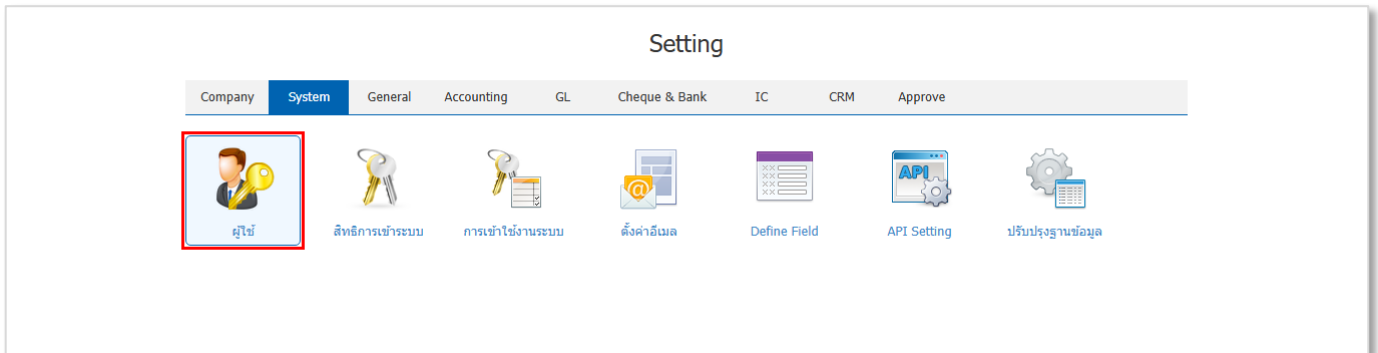 Setting
Company System General Accounting GL Cheque & Bank IC CRM Approve
API
ผู้ใช้ สิทธิการเข้าระบบ การเข้าใช้งานระบบ ตั้งค่าอีเมล Define Field API Setting ปรับปรุงฐานข้อมูล